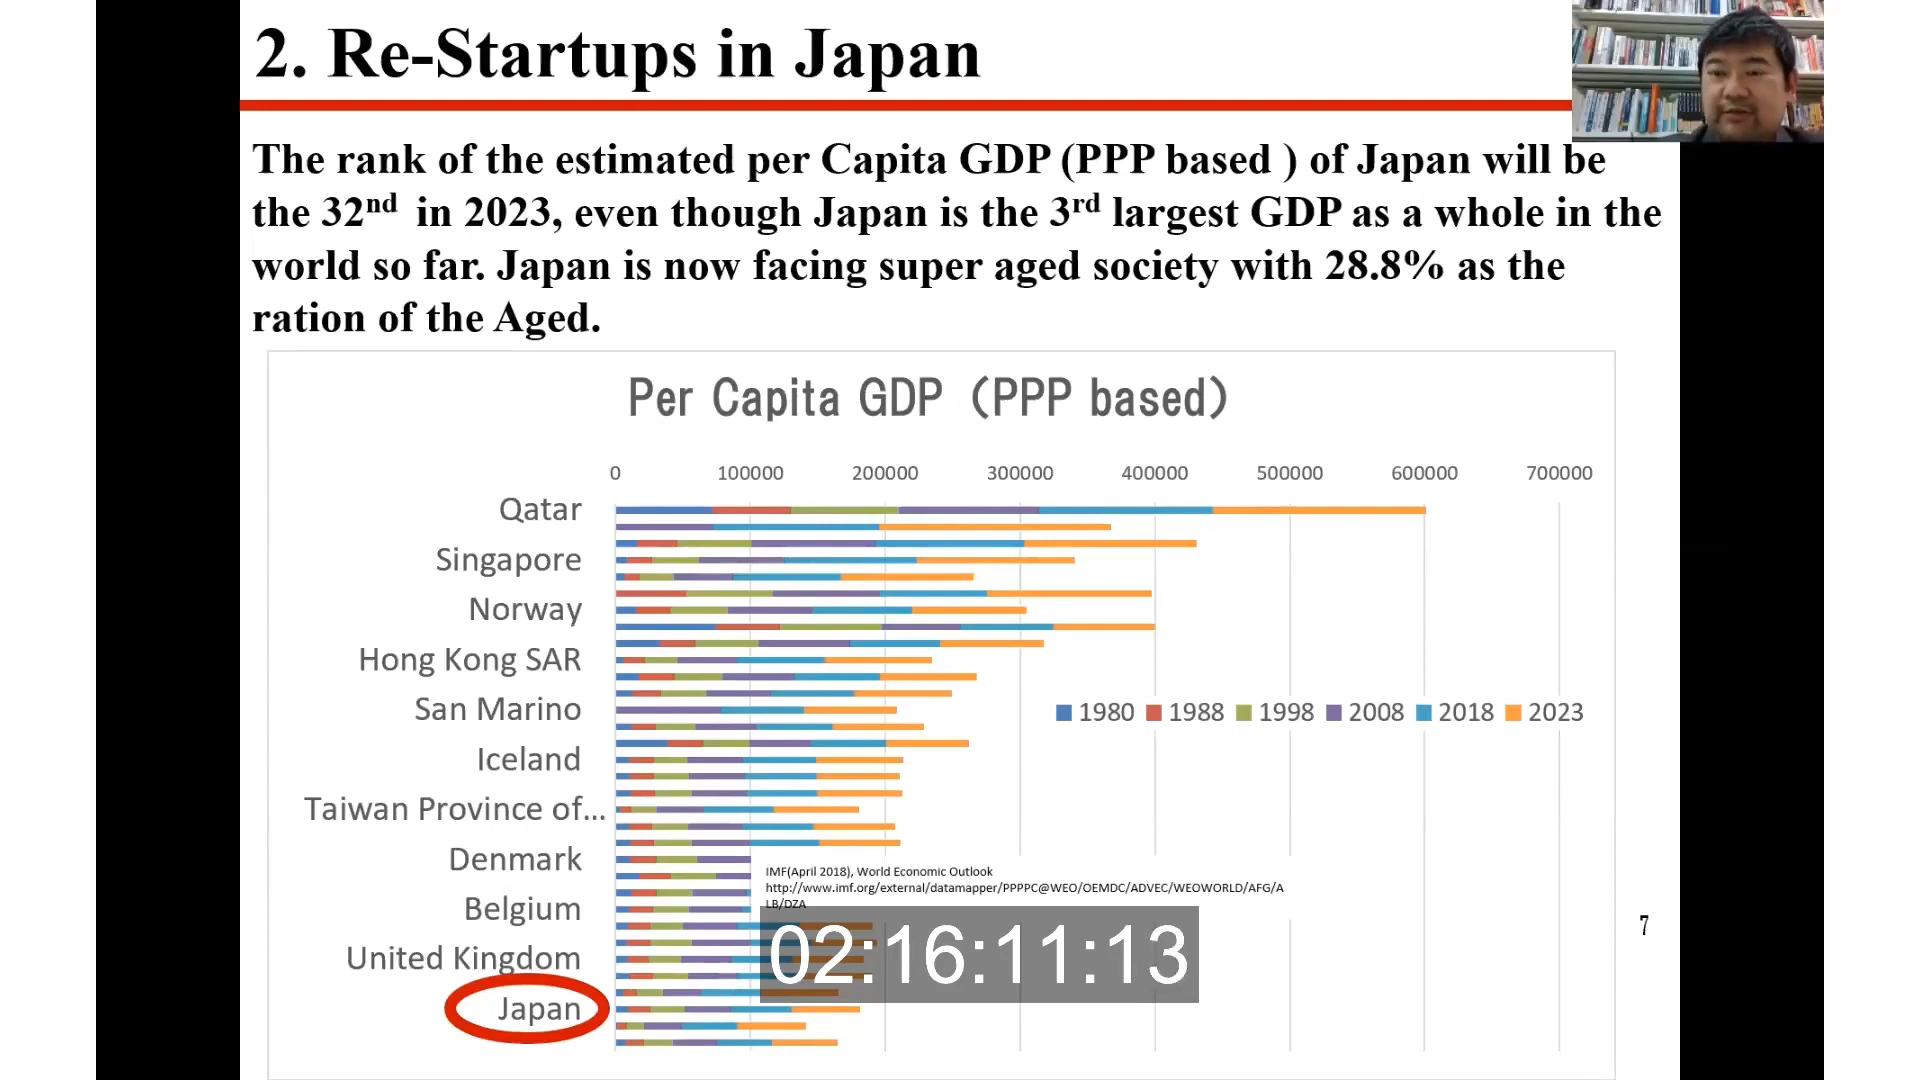 2. Re-Startups in Japan
The rank of the estimated per Capita GDP (PPP based ) of Japan will be
the 32nd in 2023, even though Japan is the 3rd largest GDP as a whole in the
world so far. Japan is now facing super aged society with 28.8% as the
ration of the Aged.
Per Capita GDP (PPP based)
0 100000 200000 300000 400000 500000 600000 700000
Qatar
Singapore
Norway
Hong Kong SAR
San Marino
1980 1988 1998 2008 2018 2023
Iceland
Taiwan Province of...
Denmark
IMF(April 2018), World Economic Outlook
http://www.imf.org/external/datamapper/PPPPC@WEO/OEMDC/ADVEC/WEOWORLD/AFG/A
LB/DZA
Belgium
7
02:16:11:13
United Kingdom
Japan